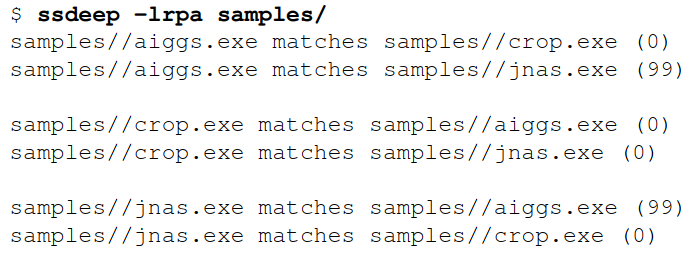 $ ssdeep –lrpa samples/
samples//aiggs.exe matches samples//crop.exe (0)
samples//aiggs.exe matches samples//jnas.exe (99)
samples//crop.exe matches samples//aiggs.exe (0)
samples//crop.exe matches samples//jnas.exe (0)
samples//jnas.exe matches samples//aiggs.exe (99)
samples//jnas.exe matches samples//crop.exe (0)